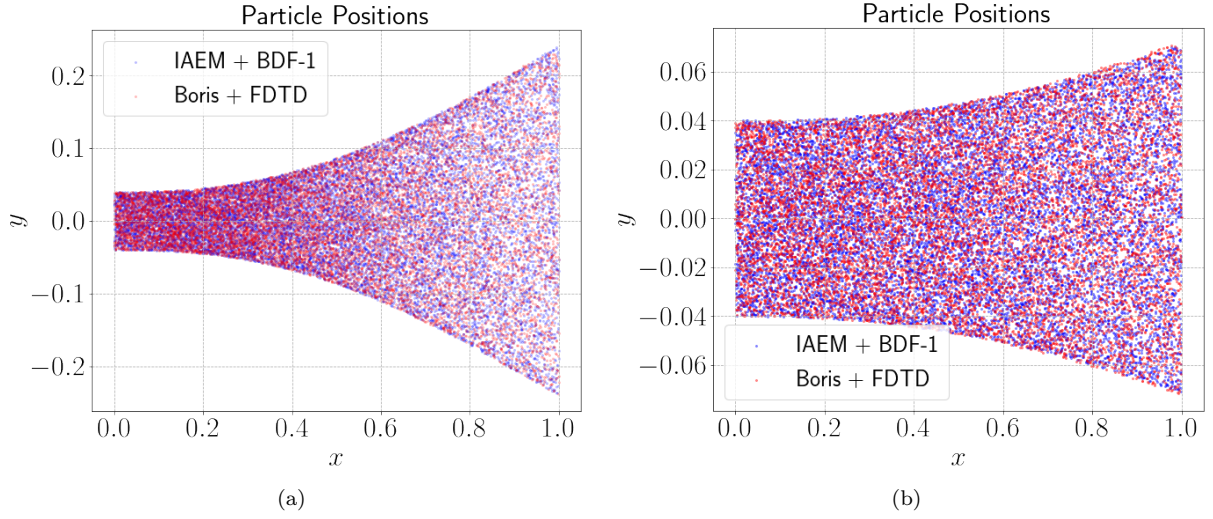 Particle Positions
IAEM + BDF-1
Boris + FDTD
0.2
0.1
0.0
−0.1
−0.2
y
0.0 0.2 0.4 0.6 0.8 1.0
x
(a)
Particle Positions
0.06
0.04
0.02
0.00
−0.02
−0.04
−0.06
y
IAEM + BDF-1
Boris + FDTD
0.0 0.2 0.4 0.6 0.8 1.0
x
(b)